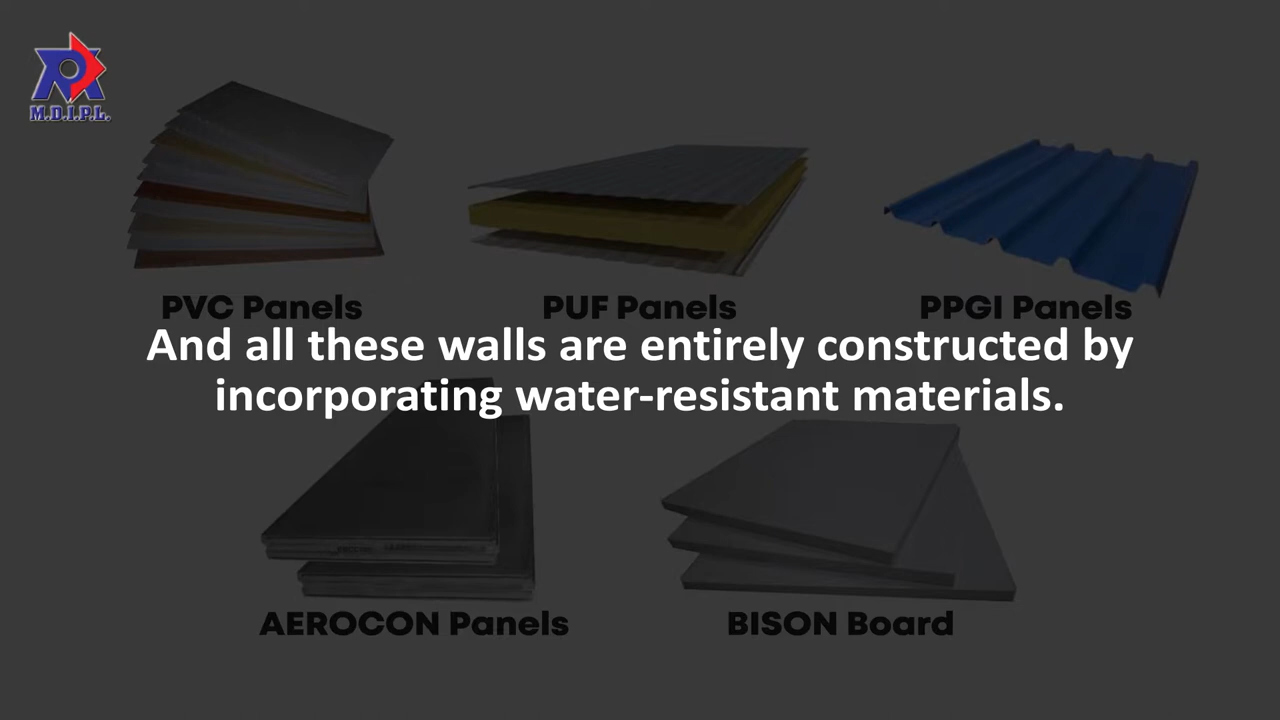 M.D.I.P.L.
PVC Panels
PUF Panels
PPGI Panels
And all these walls are entirely constructed by
incorporating water-resistant materials.
AEROCON Panels
BISON Board